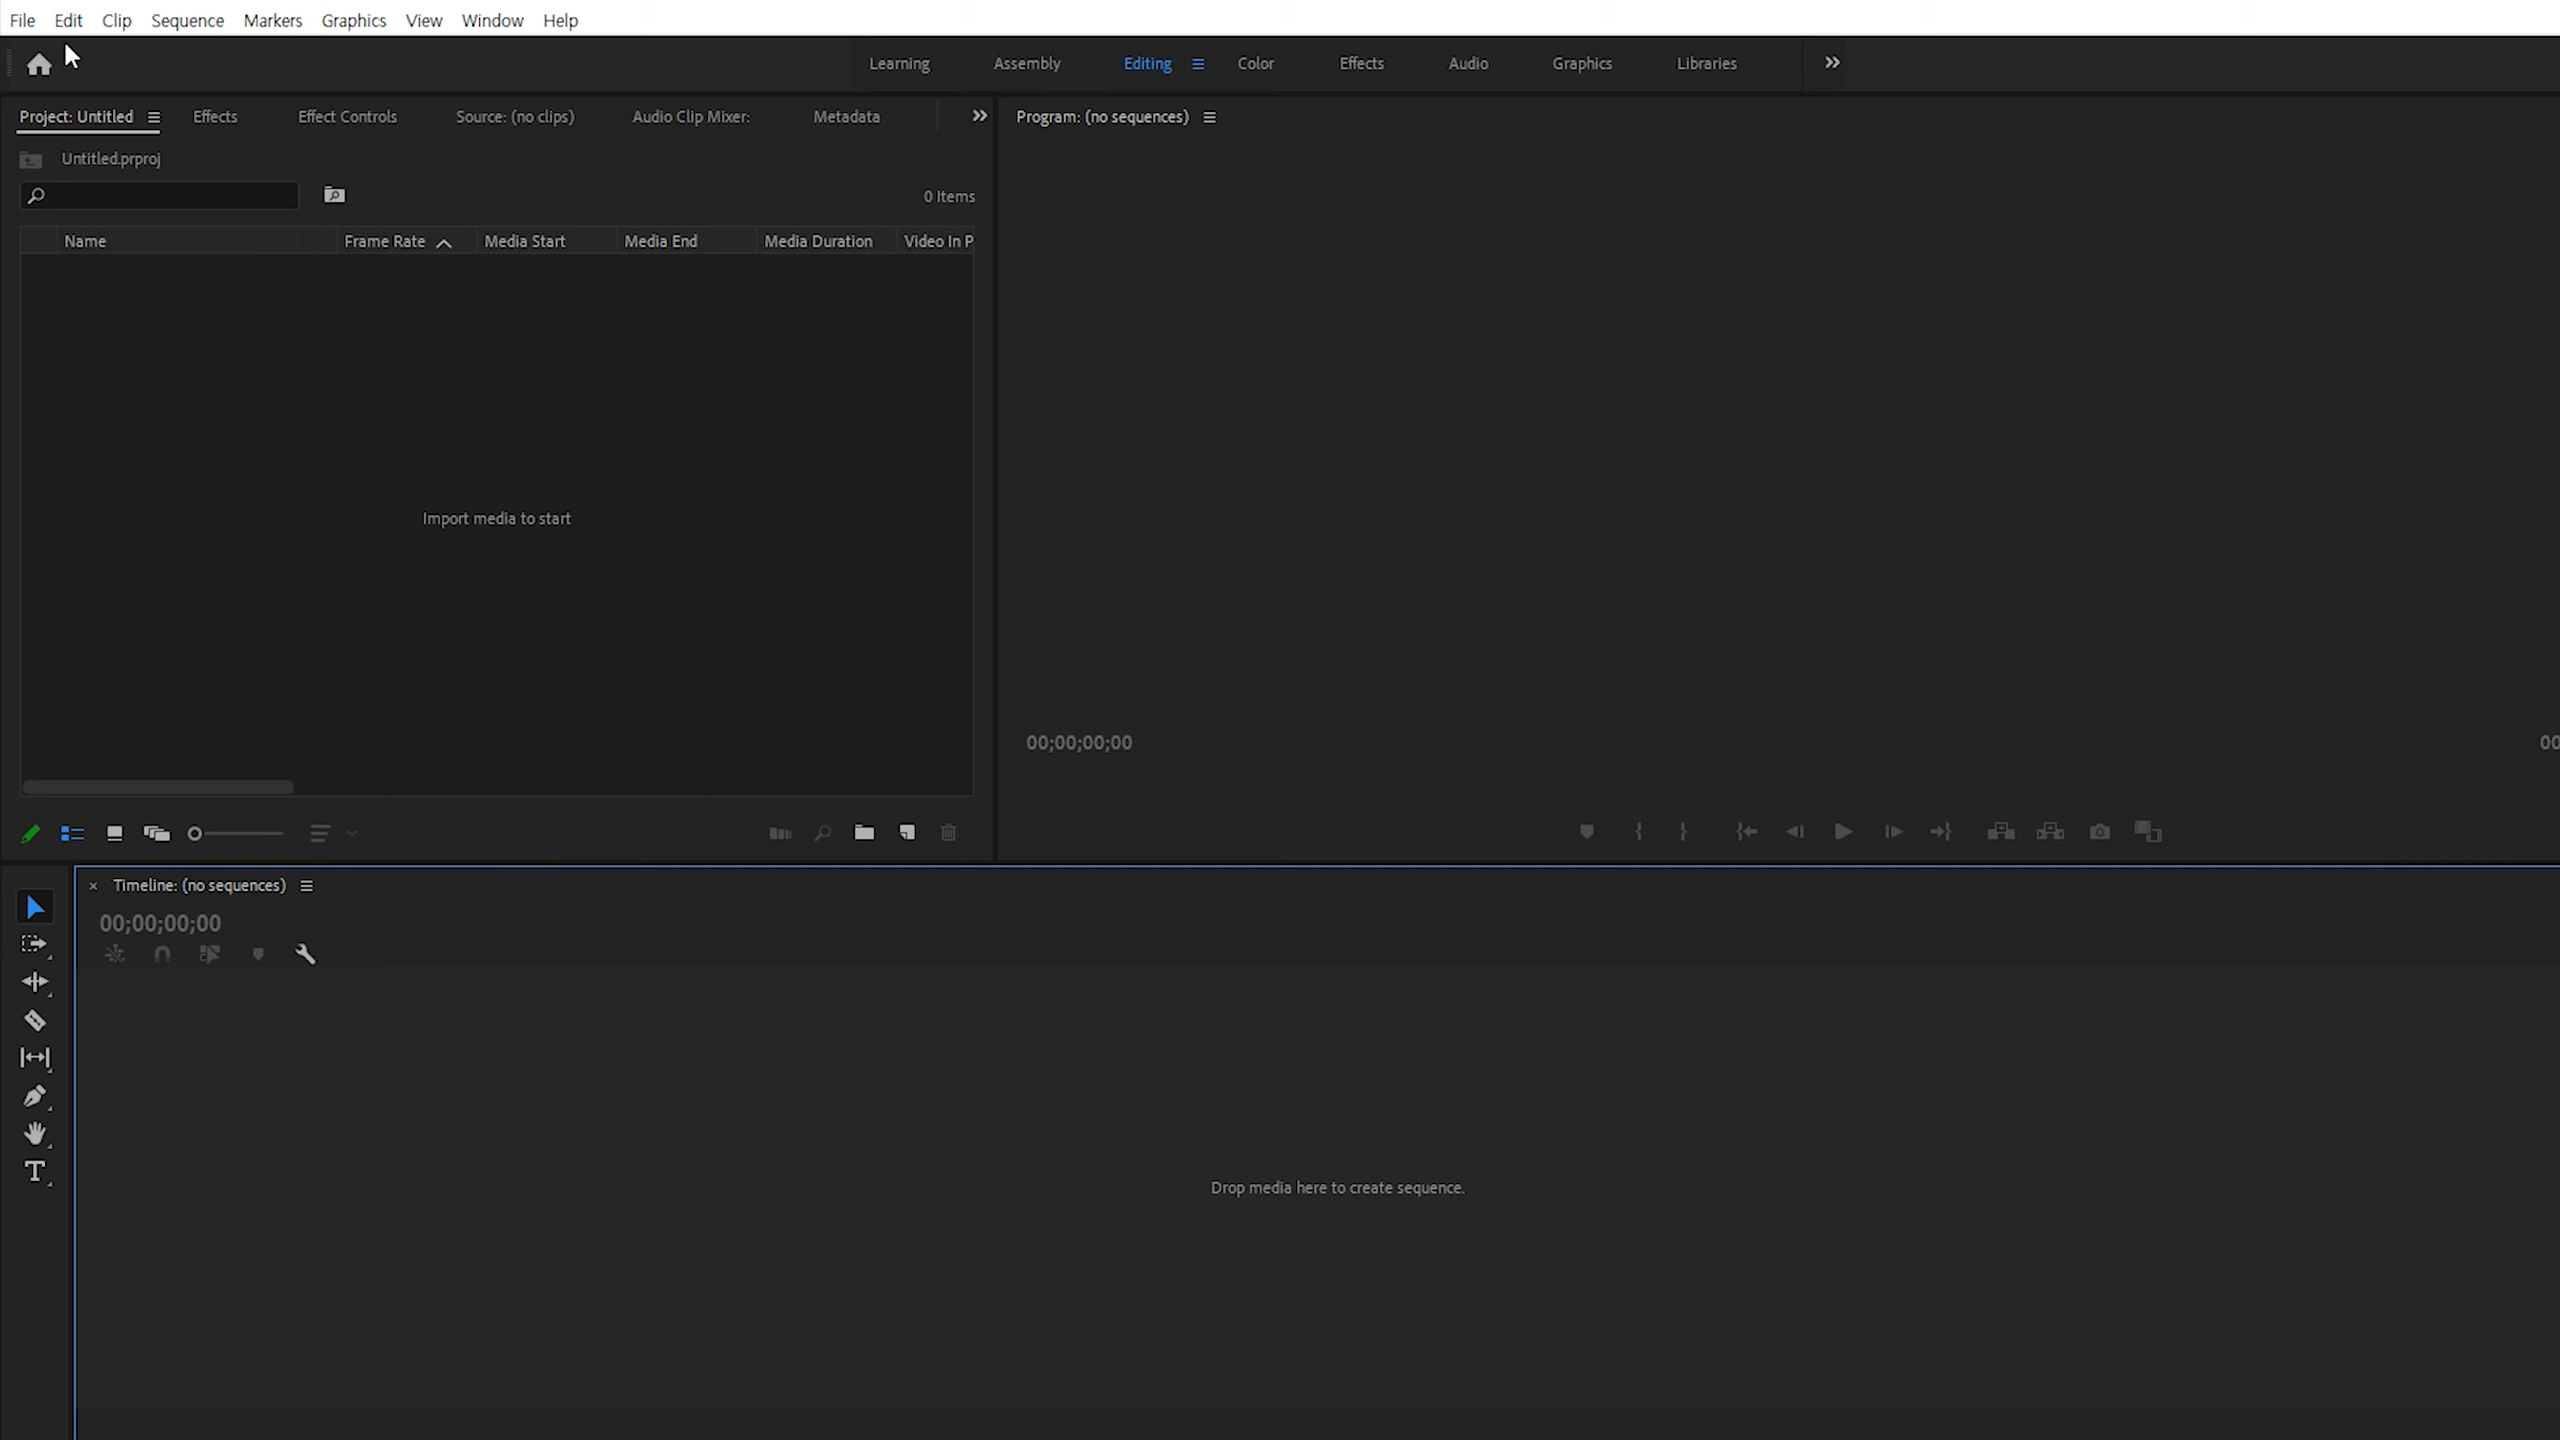 File Edit Clip Sequence Markers Graphics View Window Help
Learning Assembly Editing Color Effects Audio Graphics Libraries
Project: Untitled Effects Effect Controls Source: (no clips) Audio Clip Mixer: Metadata
Program: (no sequences)
Untitled.prproj
0 Items
Name Frame Rate Media Start Media End Media Duration Video In P
Import media to start
00;00;00;00
00
Timeline: (no sequences)
00;00;00;00
Drop media here to create sequence.